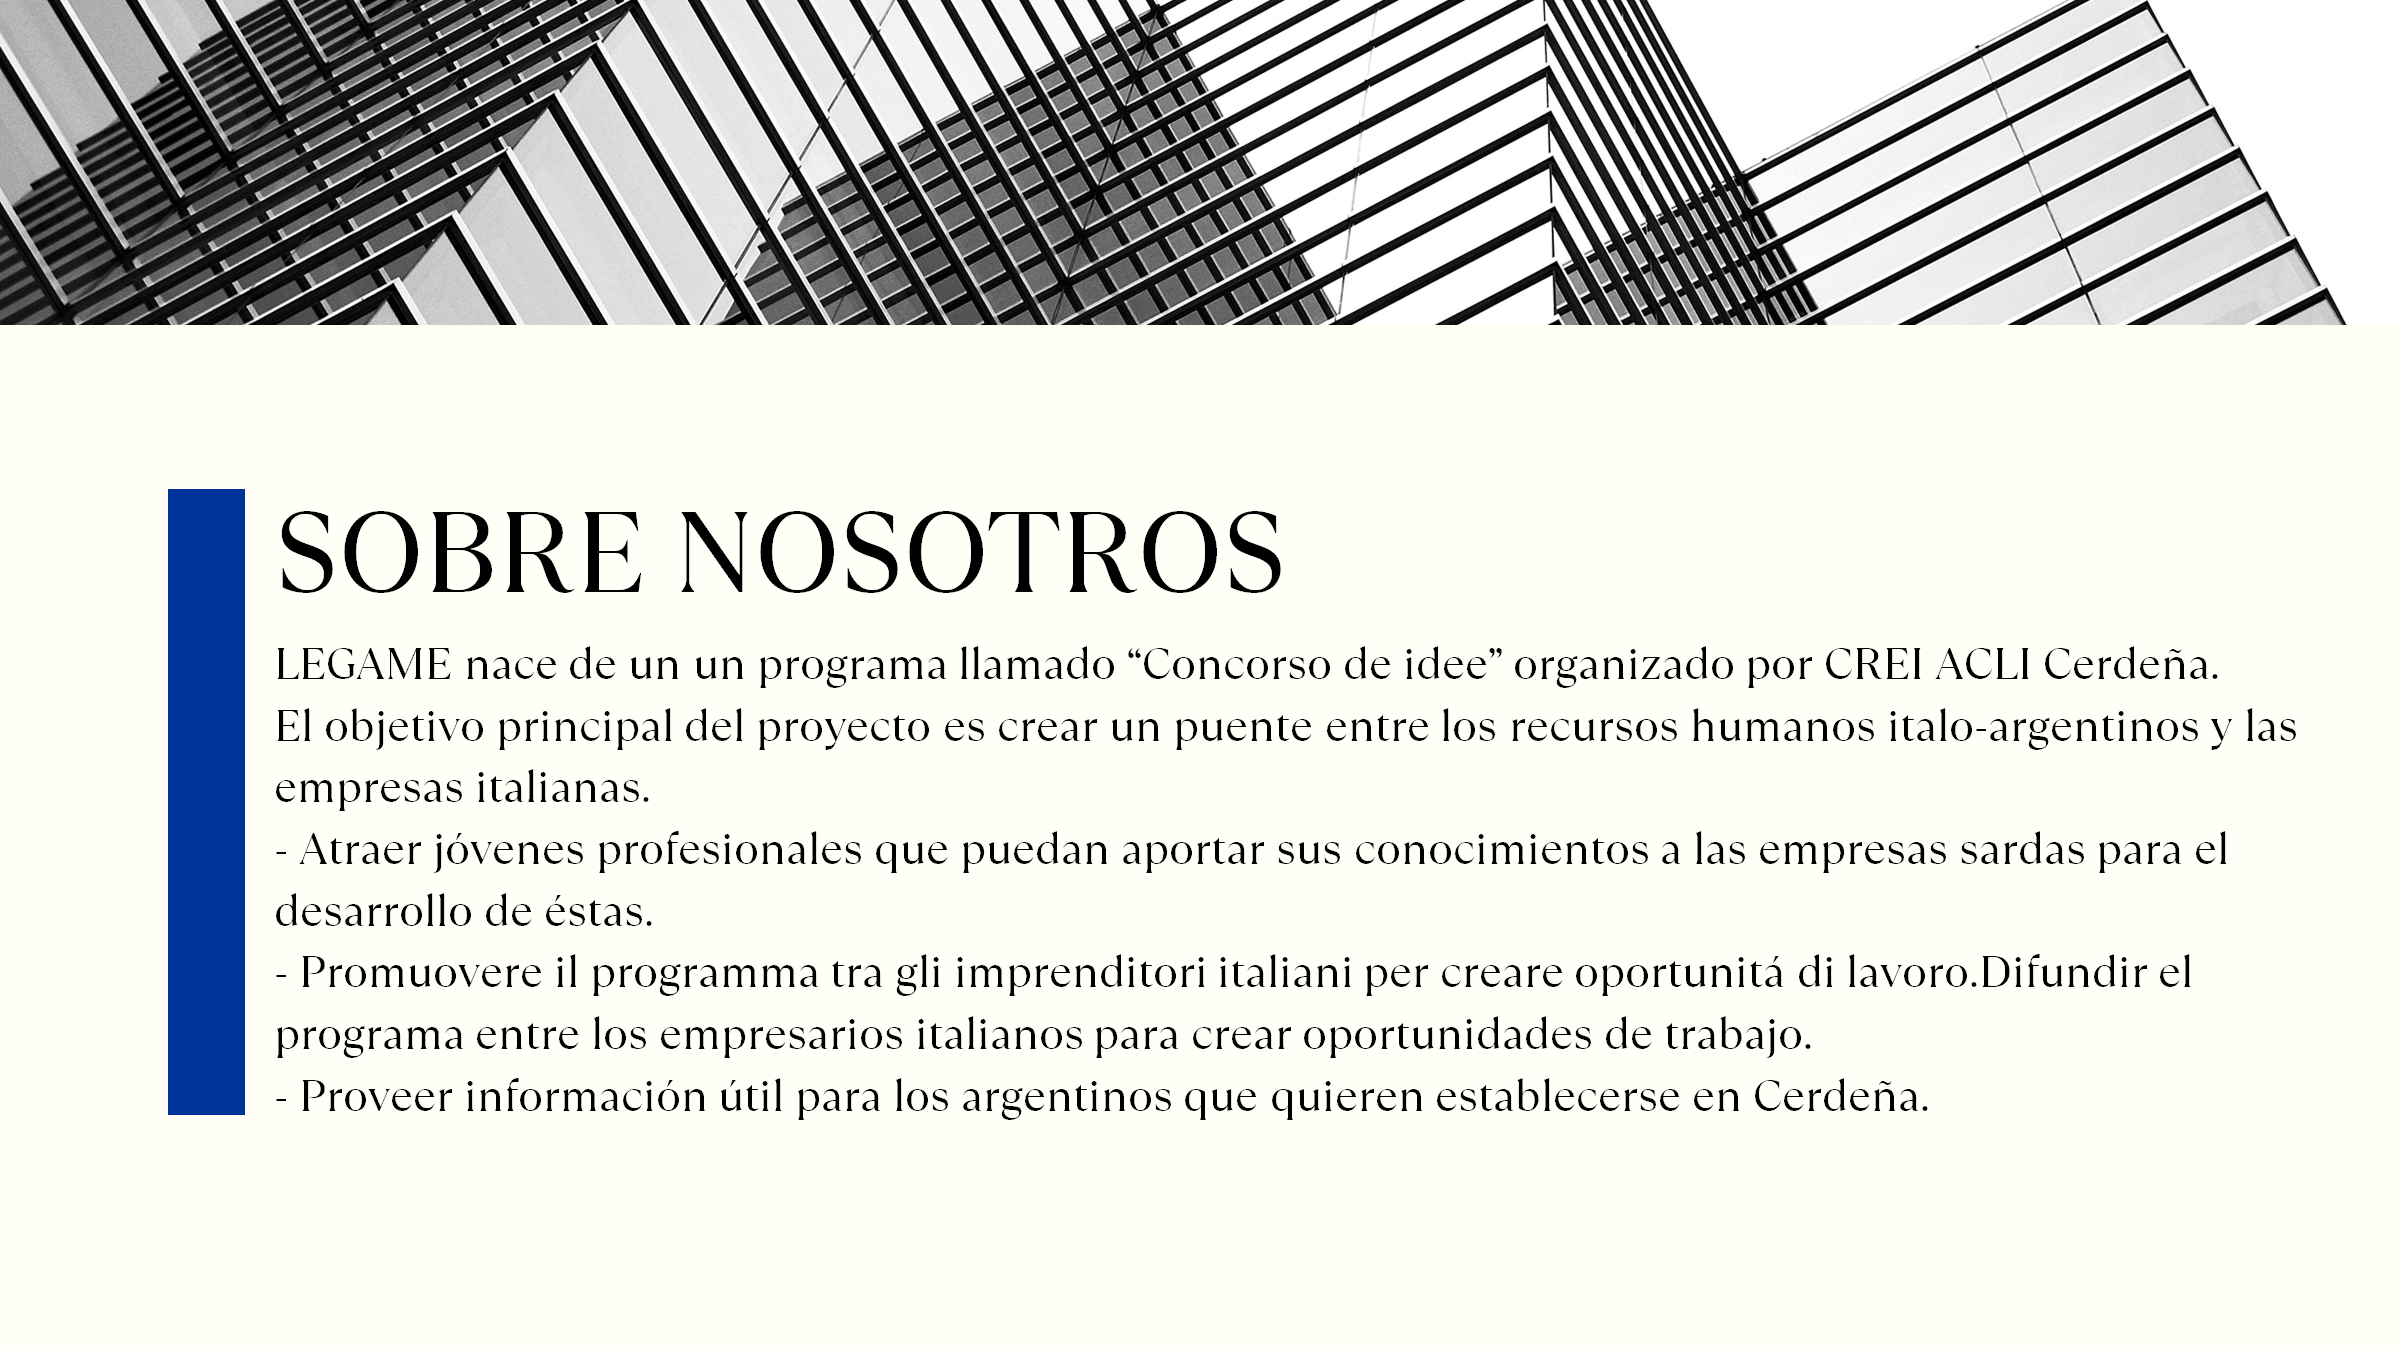 SOBRE NOSOTROS
LEGAME nace de un un programa llamado “Concorso de idee” organizado por CREI ACLI Cerdeña.
El objetivo principal del proyecto es crear un puente entre los recursos humanos italo-argentinos y las
empresas italianas.
- Atraer jóvenes profesionales que puedan aportar sus conocimientos a las empresas sardas para el
desarrollo de éstas.
- Promuovere il programma tra gli imprenditori italiani per creare oportunitá di lavoro.Difundir el
programa entre los empresarios italianos para crear oportunidades de trabajo.
- Proveer información útil para los argentinos que quieren establecerse en Cerdeña.